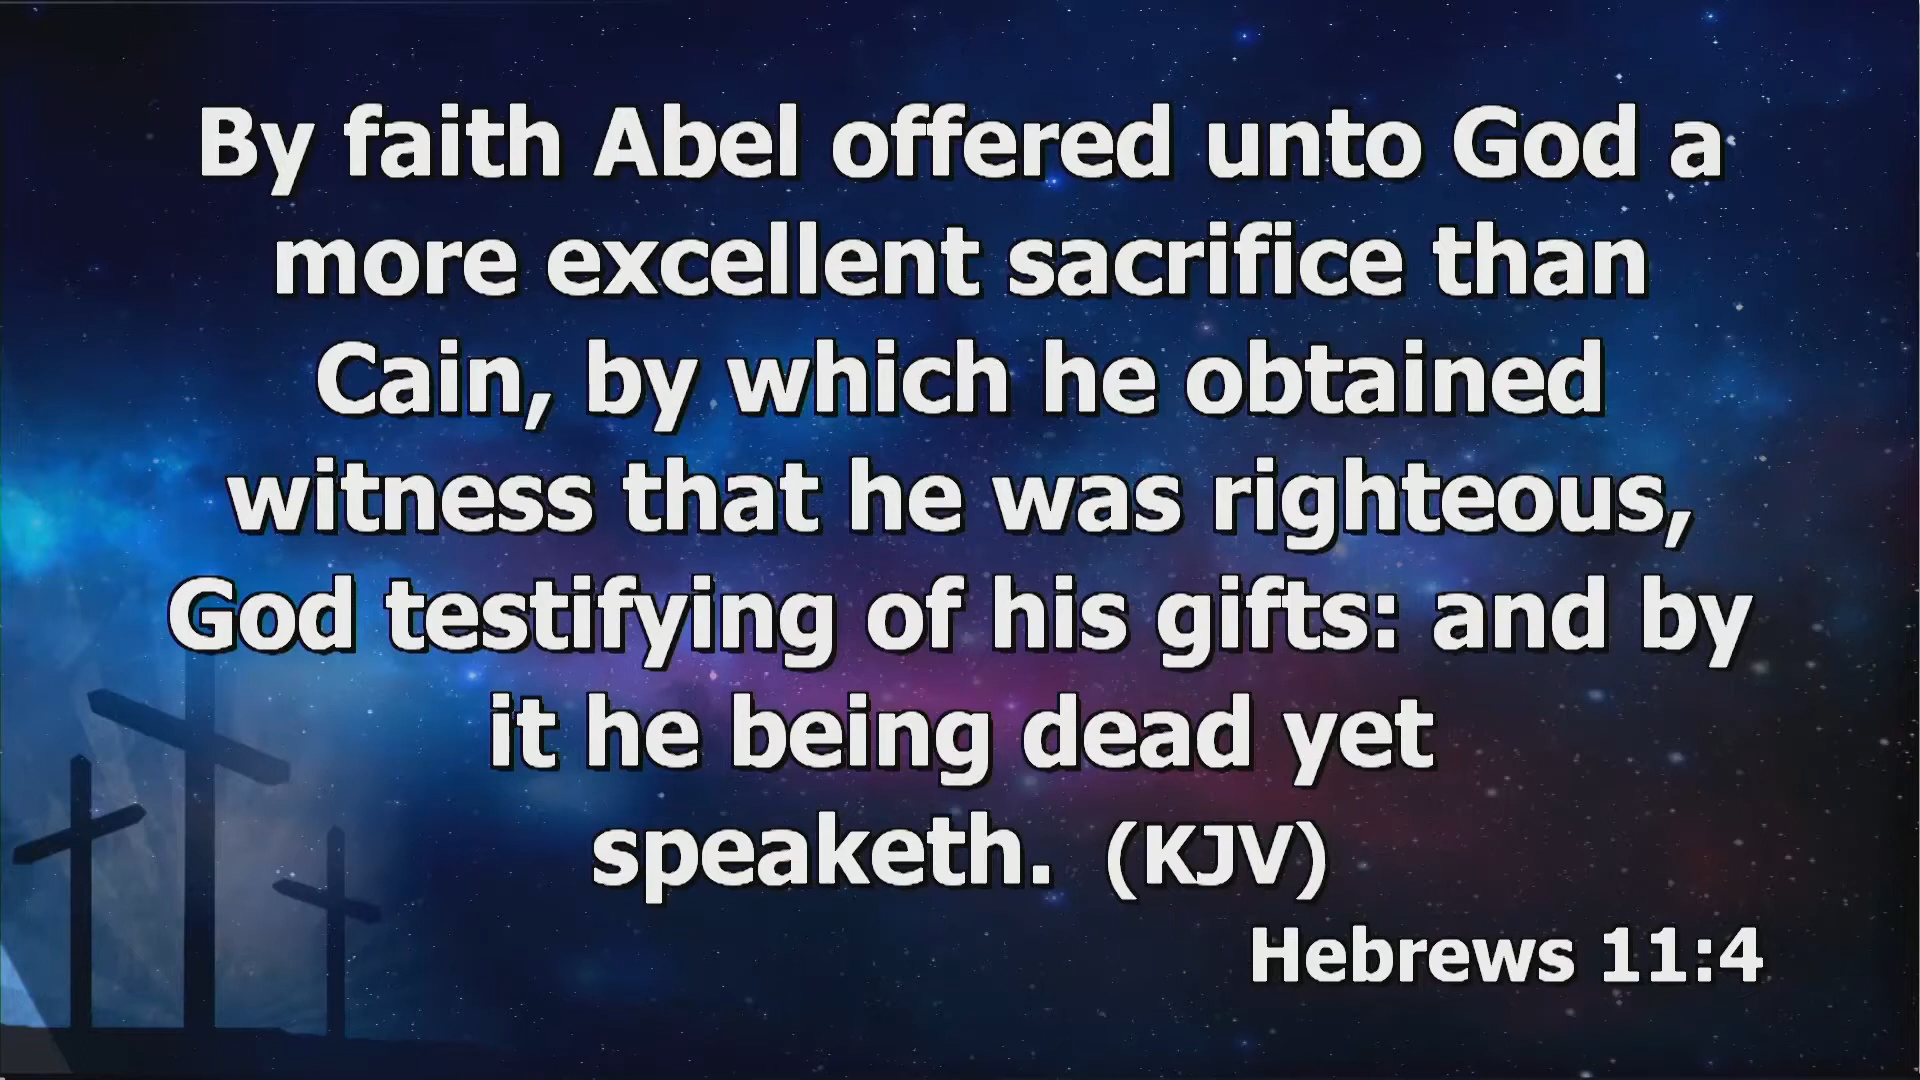 By faith Abel offered unto God a
more excellent sacrifice than
Cain, by which he obtained
witness that he was righteous,
God testifying of his gifts: and by
it he being dead yet
speaketh. (KJV)
Hebrews 11:4